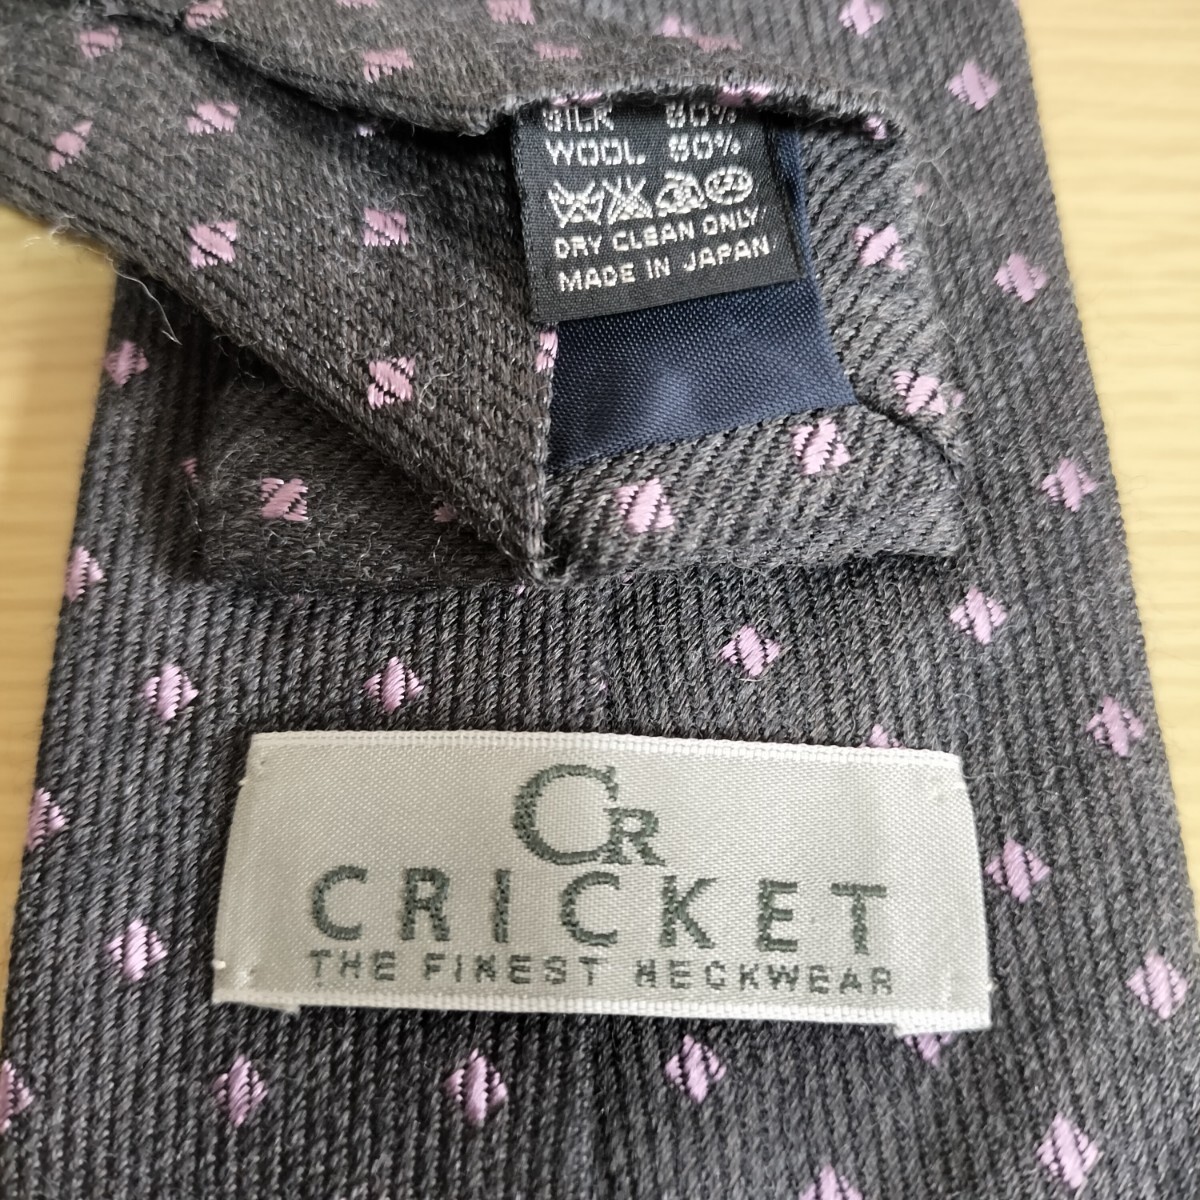 SILK 50%
WOOL 50%
DRY CLEAN ONLY
MADE IN JAPAN
CR
CRICKET
THE FINEST NECKWEAR